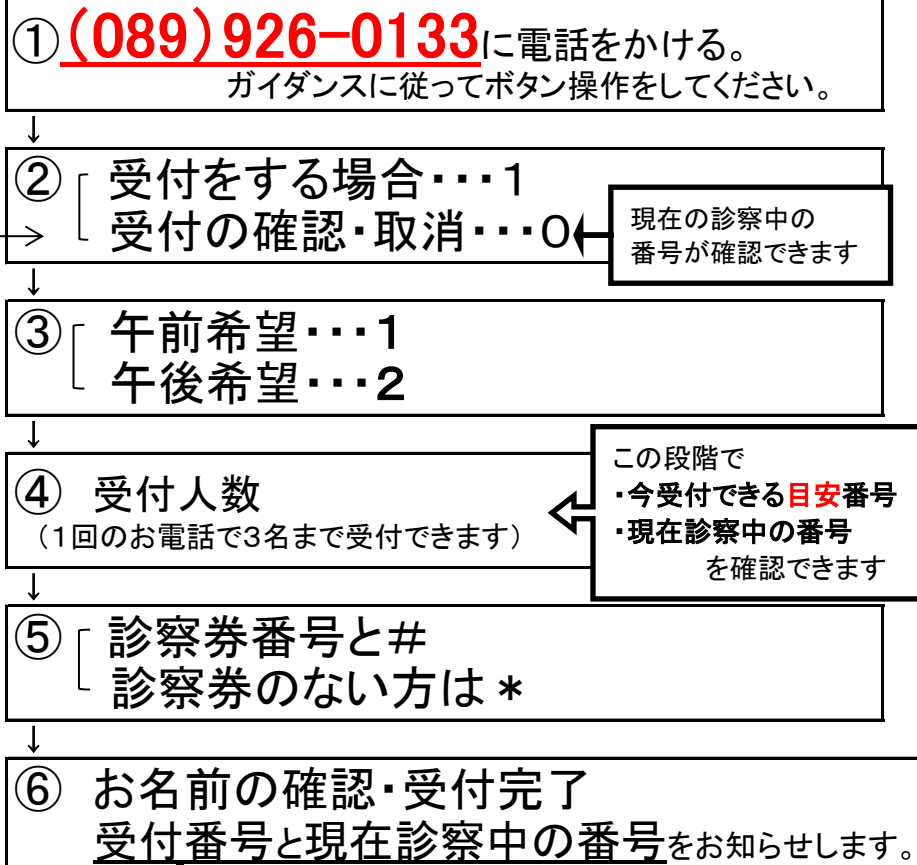 ①(089)926-0133に電話をかける。
ガイダンスに従ってボタン操作をしてください。
↓
② 受付をする場合・・・1
受付の確認・取消・・・0
現在の診察中の
番号が確認できます
↓
③ 午前希望・・・1
午後希望・・・2
↓
④ 受付人数
（1回のお電話で3名まで受付できます）
この段階で
・今受付できる目安番号
・現在診察中の番号
を確認できます
↓
⑤ 診察券番号と＃
診察券のない方は＊
↓
⑥ お名前の確認・受付完了
受付番号と現在診察中の番号をお知らせします。